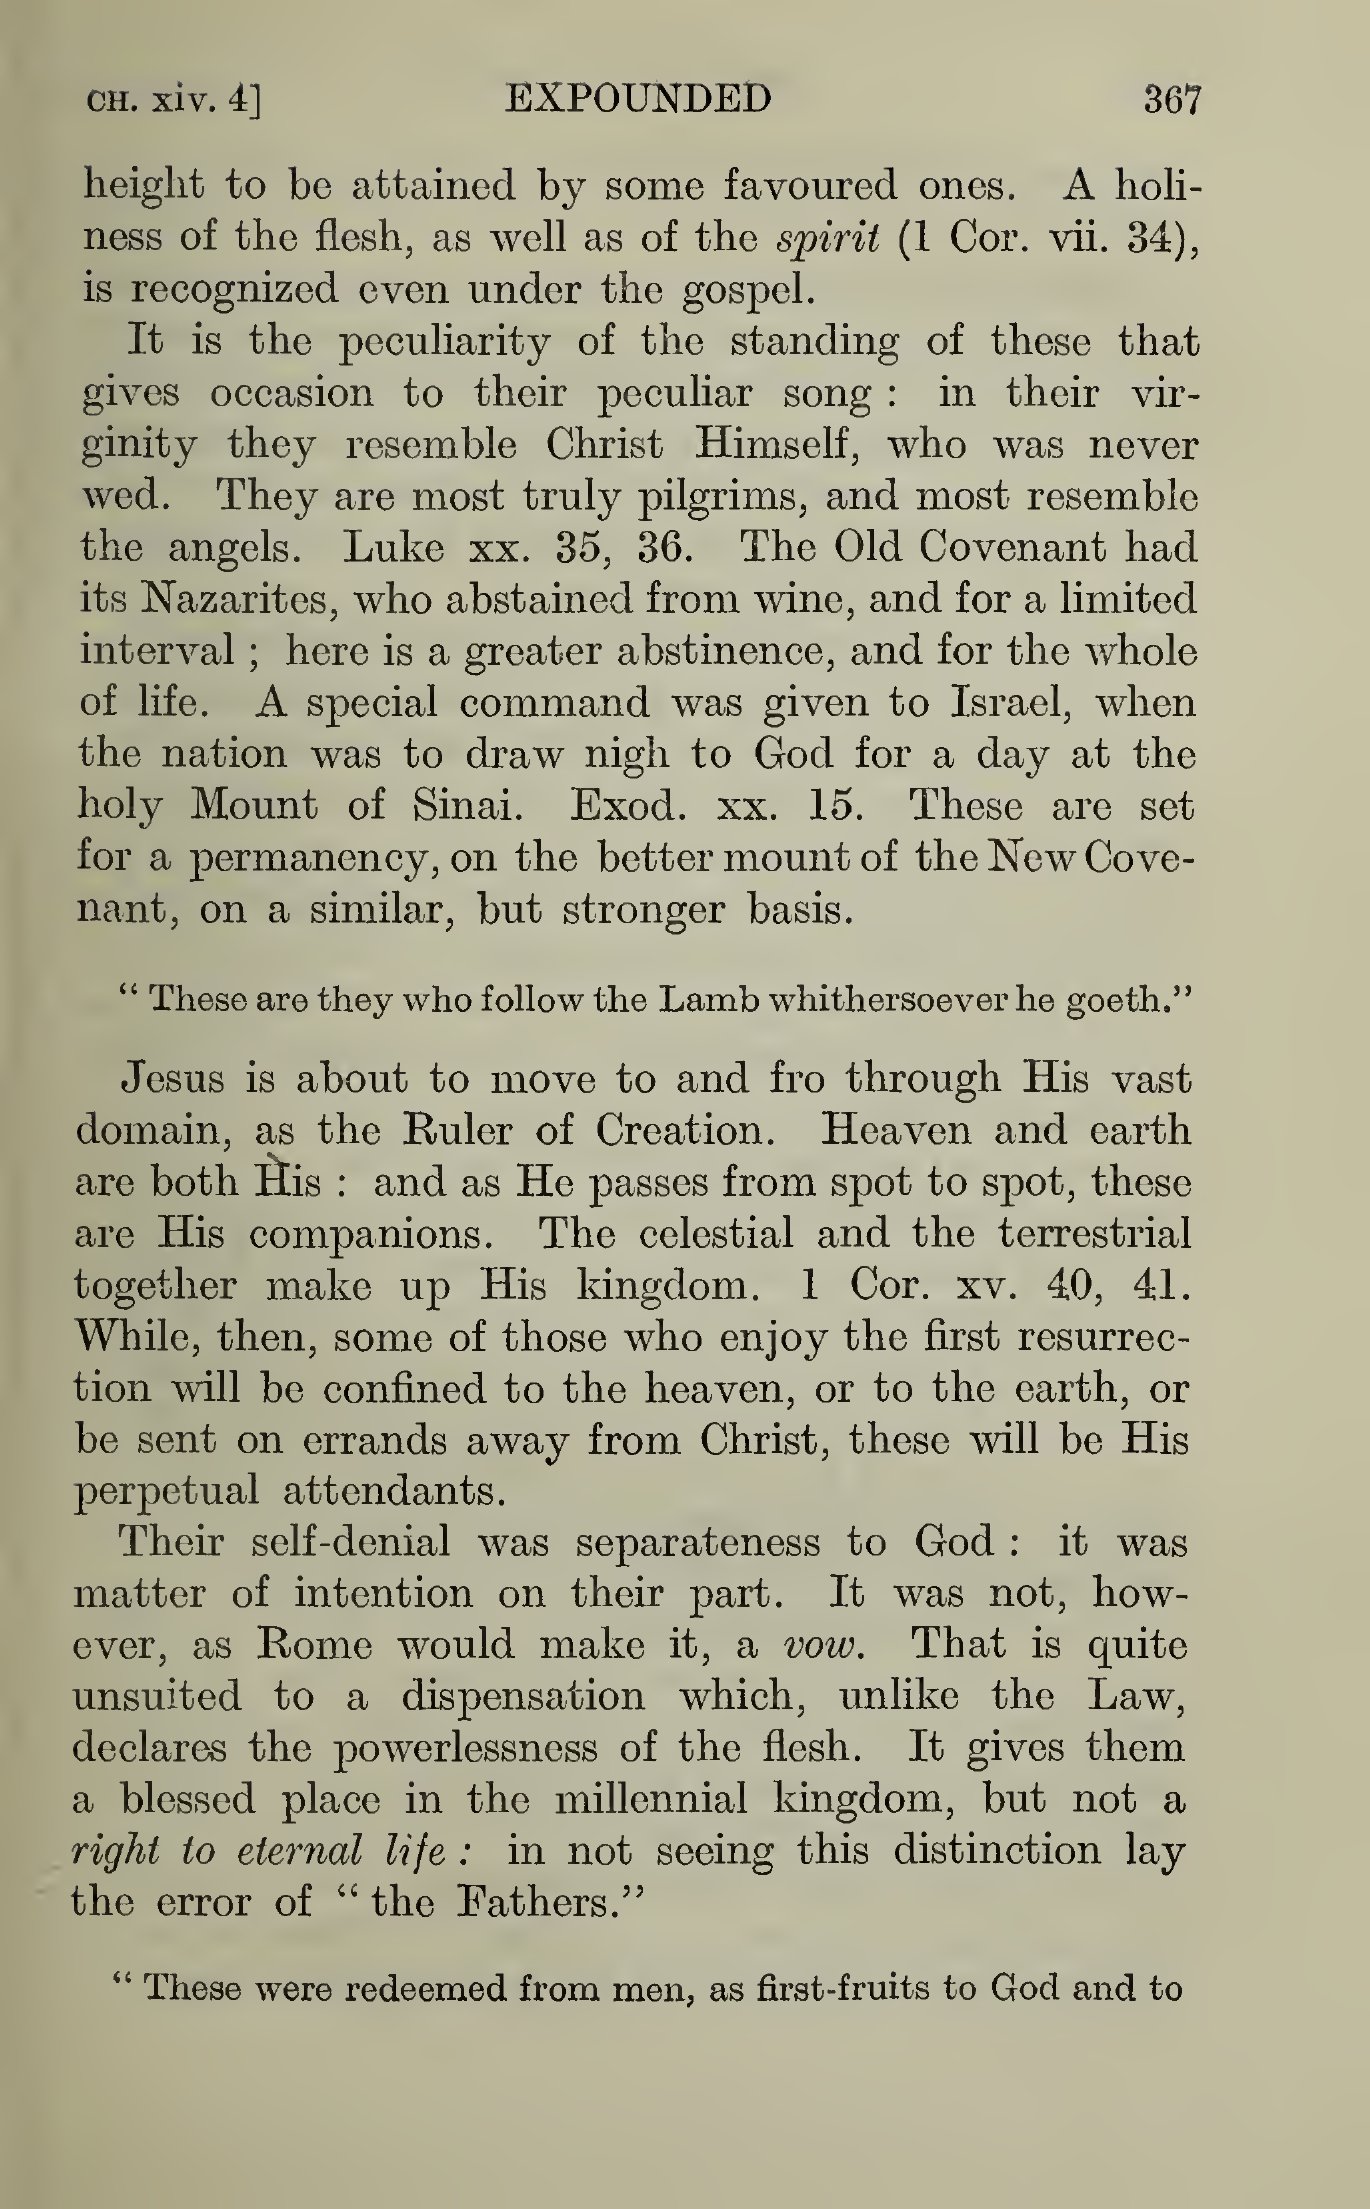 CH. xiv. 4] EXPOUNDED 367
height to be attained by some favoured ones. A holi-
ness of the flesh, as well as of the spirit (1 Cor. vii. 34),
is recognized even under the gospel.
It is the peculiarity of the standing of these that
gives occasion to their peculiar song : in their vir-
ginity they resemble Christ Himself, who was never
wed. They are most truly pilgrims, and most resemble
the angels. Luke xx. 35, 36. The Old Covenant had
its Nazarites, who abstained from wine, and for a limited
interval ; here is a greater abstinence, and for the whole
of life. A special command was given to Israel, when
the nation was to draw nigh to God for a day at the
holy Mount of Sinai. Exod. xx. 15. These are set
for a permanency, on the better mount of the New Cove-
nant, on a similar, but stronger basis.
“ These are they who follow the Lamb whithersoever he goeth.”
Jesus is about to move to and fro through His vast
domain, as the Ruler of Creation. Heaven and earth
are both His : and as He passes from spot to spot, these
are His companions. The celestial and the terrestrial
together make up His kingdom. 1 Cor. xv. 40, 41.
While, then, some of those who enjoy the first resurrec-
tion will be confined to the heaven, or to the earth, or
be sent on errands away from Christ, these will be His
perpetual attendants.
Their self-denial was separateness to God : it was
matter of intention on their part. It was not, how-
ever, as Rome would make it, a vow. That is quite
unsuited to a dispensation which, unlike the Law,
declares the powerlessness of the flesh. It gives them
a blessed place in the millennial kingdom, but not a
right to eternal life : in not seeing this distinction lay
the error of “ the Fathers.”
“ These were redeemed from men, as first-fruits to God and to